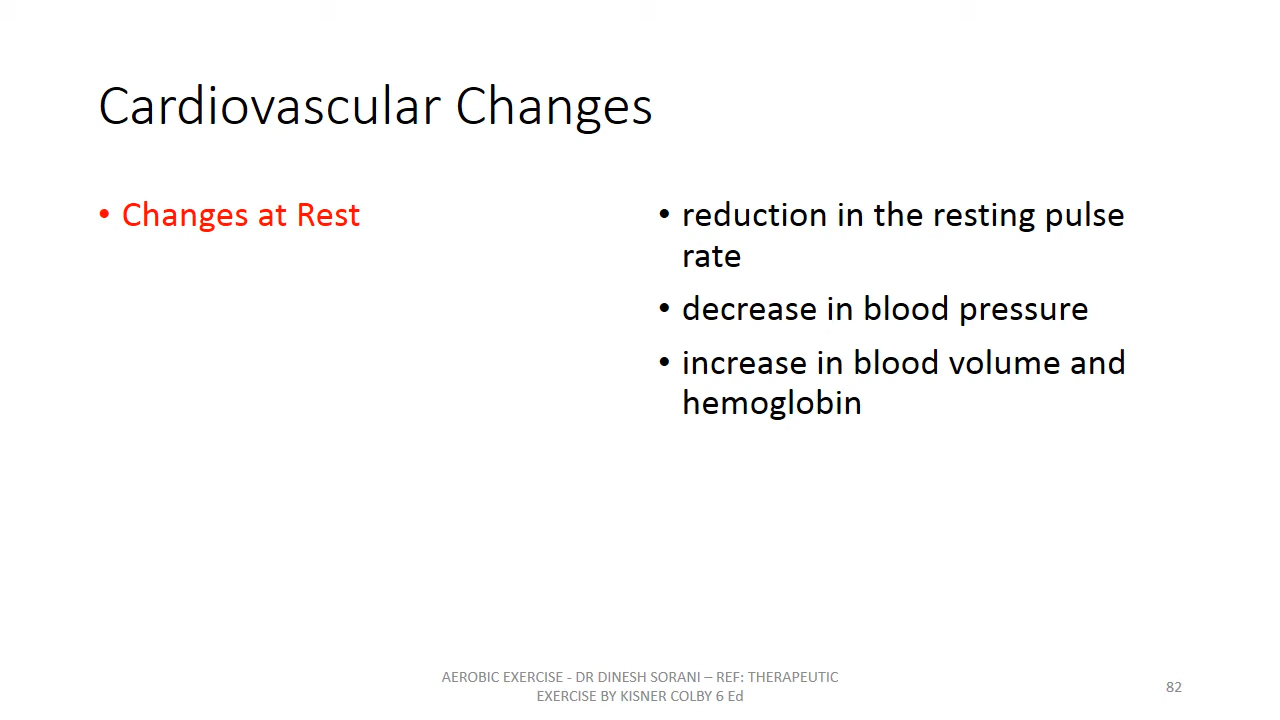 Cardiovascular Changes
• Changes at Rest
• reduction in the resting pulse
rate
• decrease in blood pressure
• increase in blood volume and
hemoglobin
AEROBIC EXERCISE - DR DINESH SORANI – REF: THERAPEUTIC
EXERCISE BY KISNER COLBY 6 Ed
82